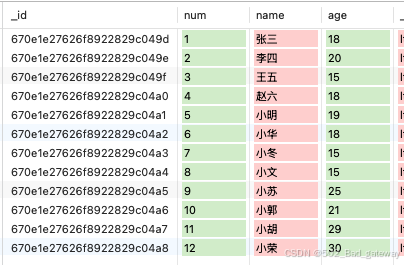 _id num name age
670e1e27626f8922829c049d 1 张三 18
670e1e27626f8922829c049e 2 李四 20
670e1e27626f8922829c049f 3 王五 15
670e1e27626f8922829c04a0 4 赵六 18
670e1e27626f8922829c04a1 5 小明 19
670e1e27626f8922829c04a2 6 小华 18
670e1e27626f8922829c04a3 7 小冬 15
670e1e27626f8922829c04a4 8 小文 15
670e1e27626f8922829c04a5 9 小苏 25
670e1e27626f8922829c04a6 10 小郭 21
670e1e27626f8922829c04a7 11 小胡 29
670e1e27626f8922829c04a8 12 小荣 30
CSDN @502_Bad_gateway